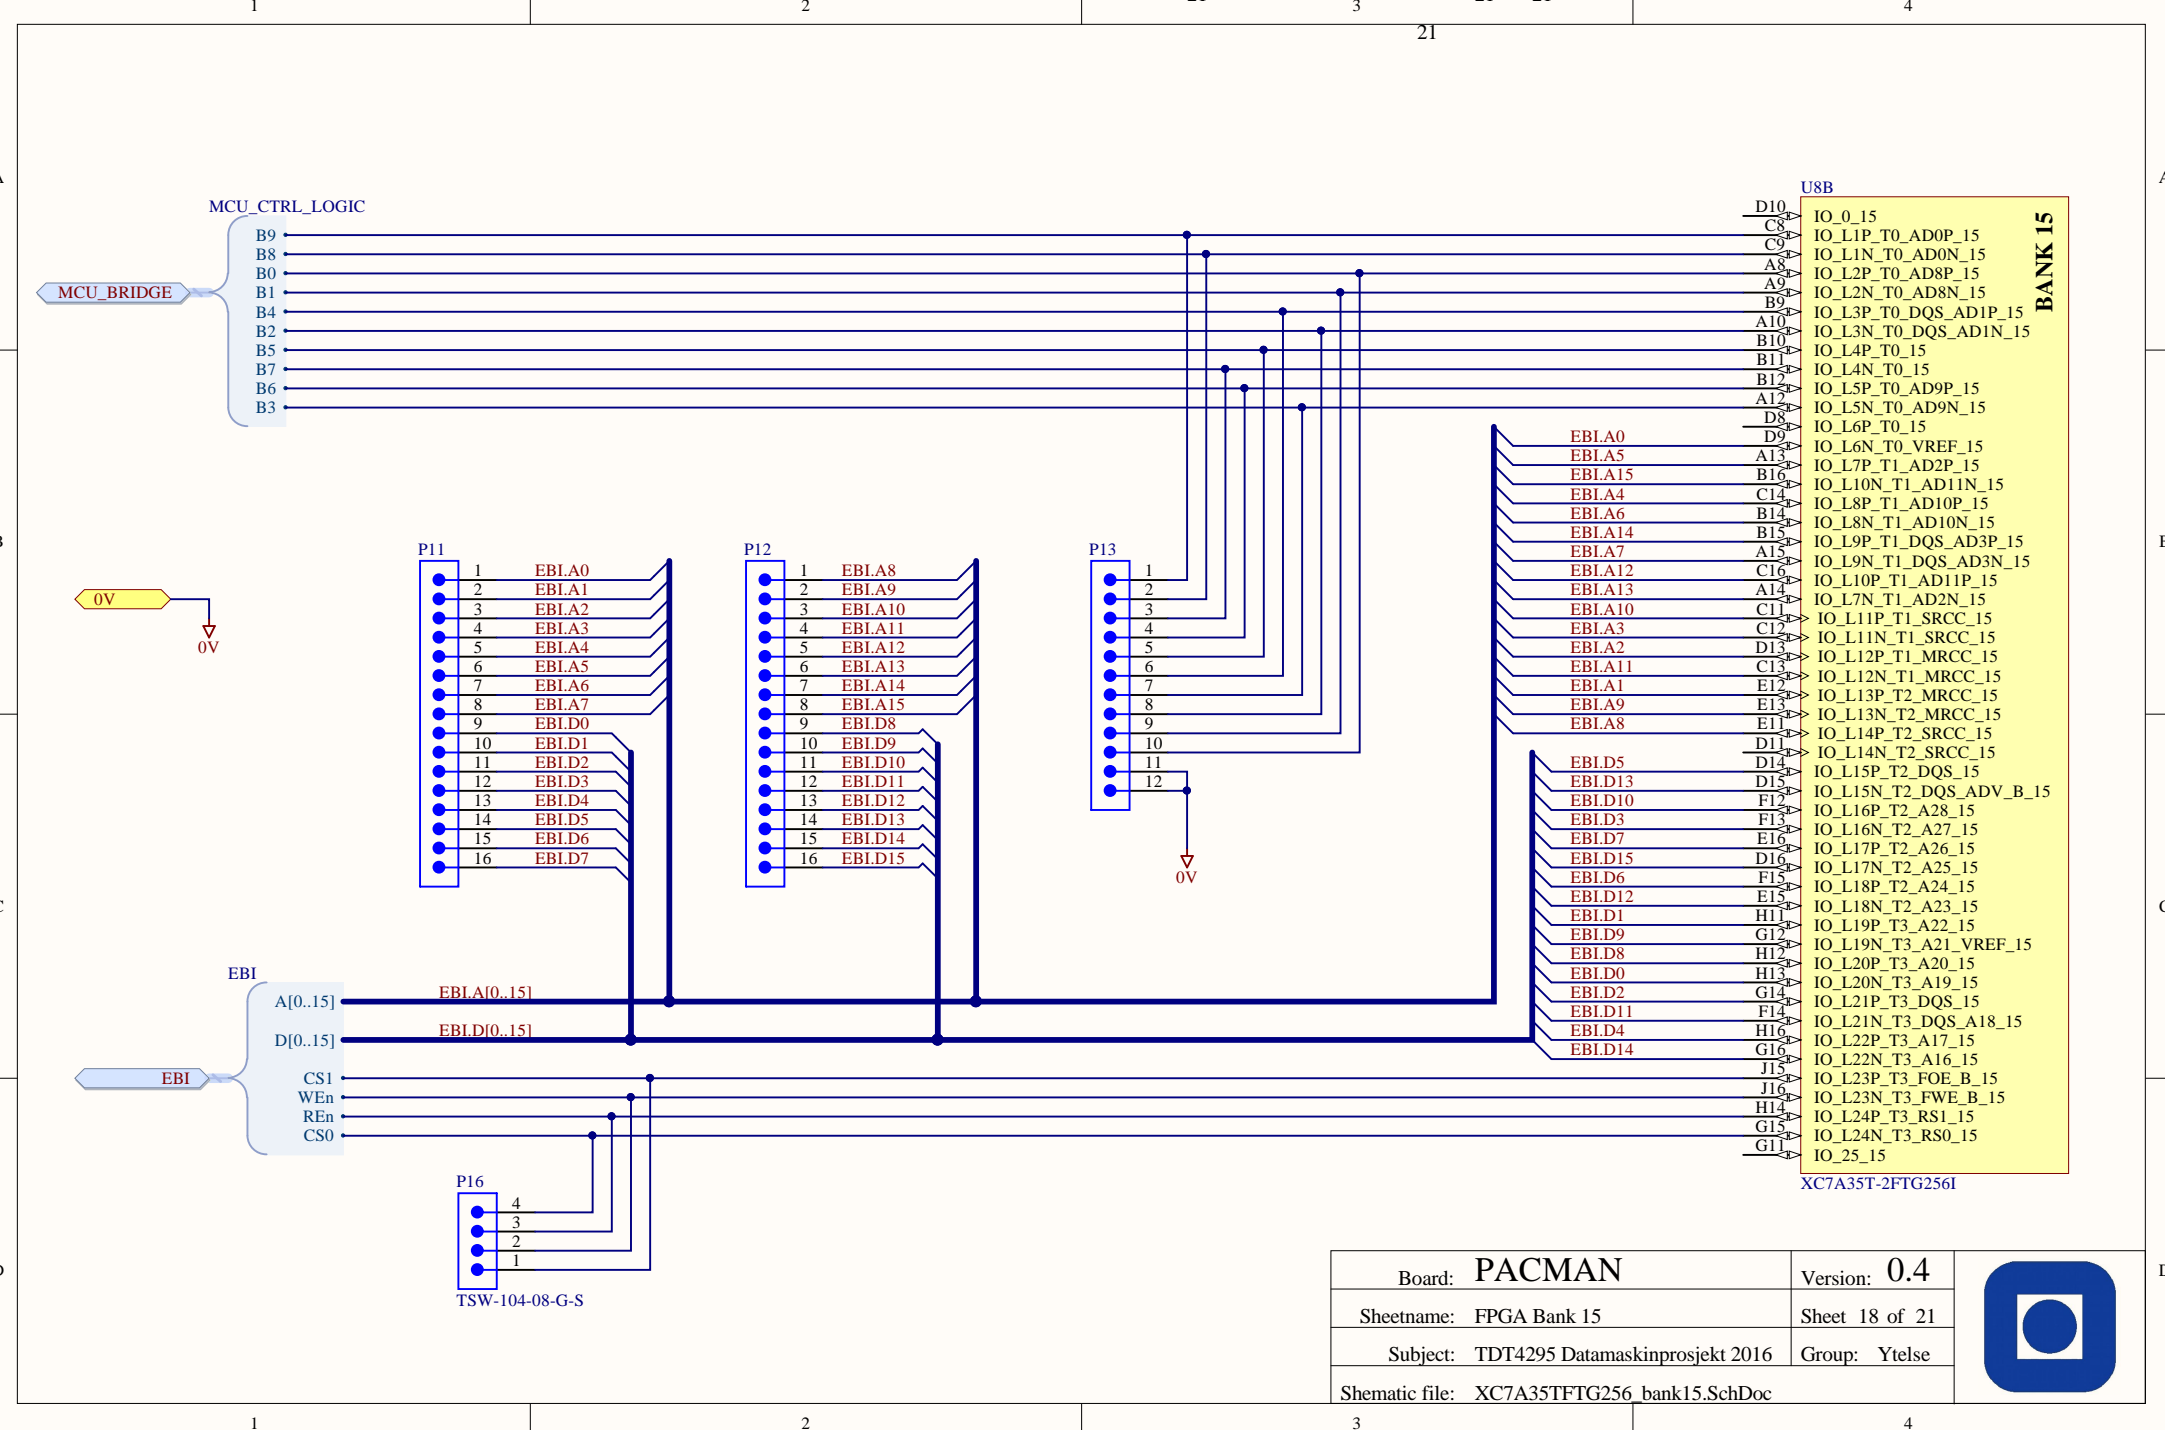 1 2 3 4
21
A
MCU_CTRL_LOGIC
B9
B8
B0
B1
B4
B2
B5
B7
B6
B3
MCU_BRIDGE
0V
0V
P11
1 EBI.A0
2 EBI.A1
3 EBI.A2
4 EBI.A3
5 EBI.A4
6 EBI.A5
7 EBI.A6
8 EBI.A7
9 EBI.D0
10 EBI.D1
11 EBI.D2
12 EBI.D3
13 EBI.D4
14 EBI.D5
15 EBI.D6
16 EBI.D7
P12
1 EBI.A8
2 EBI.A9
3 EBI.A10
4 EBI.A11
5 EBI.A12
6 EBI.A13
7 EBI.A14
8 EBI.A15
9 EBI.D8
10 EBI.D9
11 EBI.D10
12 EBI.D11
13 EBI.D12
14 EBI.D13
15 EBI.D14
16 EBI.D15
P13
1
2
3
4
5
6
7
8
9
10
11
12
0V
U8B
BANK 15
D10 IO_0_15
C8 IO_L1P_T0_AD0P_15
C9 IO_L1N_T0_AD0N_15
A8 IO_L2P_T0_AD8P_15
A9 IO_L2N_T0_AD8N_15
B9 IO_L3P_T0_DQS_AD1P_15
A10 IO_L3N_T0_DQS_AD1N_15
B10 IO_L4P_T0_15
B11 IO_L4N_T0_15
B12 IO_L5P_T0_AD9P_15
A12 IO_L5N_T0_AD9N_15
D8 IO_L6P_T0_15
EBI.A0 D9 IO_L6N_T0_VREF_15
EBI.A5 A13 IO_L7P_T1_AD2P_15
EBI.A15 B16 IO_L10N_T1_AD11N_15
EBI.A4 C14 IO_L8P_T1_AD10P_15
EBI.A6 B14 IO_L8N_T1_AD10N_15
EBI.A14 B15 IO_L9P_T1_DQS_AD3P_15
EBI.A7 A15 IO_L9N_T1_DQS_AD3N_15
EBI.A12 C16 IO_L10P_T1_AD11P_15
EBI.A13 A14 IO_L7N_T1_AD2N_15
EBI.A10 C11 IO_L11P_T1_SRCC_15
EBI.A3 C12 IO_L11N_T1_SRCC_15
EBI.A2 D13 IO_L12P_T1_MRCC_15
EBI.A11 C13 IO_L12N_T1_MRCC_15
EBI.A1 E12 IO_L13P_T2_MRCC_15
EBI.A9 E13 IO_L13N_T2_MRCC_15
EBI.A8 E11 IO_L14P_T2_SRCC_15
D11 IO_L14N_T2_SRCC_15
EBI.D5 D14 IO_L15P_T2_DQS_15
EBI.D13 D15 IO_L15N_T2_DQS_ADV_B_15
EBI.D10 F12 IO_L16P_T2_A28_15
EBI.D3 F13 IO_L16N_T2_A27_15
EBI.D7 E16 IO_L17P_T2_A26_15
EBI.D15 D16 IO_L17N_T2_A25_15
EBI.D6 F15 IO_L18P_T2_A24_15
EBI.D12 E15 IO_L18N_T2_A23_15
EBI.D1 H11 IO_L19P_T3_A22_15
EBI.D9 G12 IO_L19N_T3_A21_VREF_15
EBI.D8 H12 IO_L20P_T3_A20_15
EBI.D0 H13 IO_L20N_T3_A19_15
EBI.D2 G14 IO_L21P_T3_DQS_15
EBI.D11 F14 IO_L21N_T3_DQS_A18_15
EBI.D4 H16 IO_L22P_T3_A17_15
EBI.D14 G16 IO_L22N_T3_A16_15
J15 IO_L23P_T3_FOE_B_15
J16 IO_L23N_T3_FWE_B_15
H14 IO_L24P_T3_RS1_15
G15 IO_L24N_T3_RS0_15
G11 IO_25_15
XC7A35T-2FTG256I
EBI
A[0..15] EBI.A[0..15]
D[0..15] EBI.D[0..15]
EBI
CS1
WEn
REn
CS0
P16
4
3
2
1
TSW-104-08-G-S
Board: PACMAN Version: 0.4
Sheetname: FPGA Bank 15 Sheet 18 of 21
Subject: TDT4295 Datamaskinprosjekt 2016 Group: Ytelse
Shematic file: XC7A35TFTG256_bank15.SchDoc
1 2 3 4